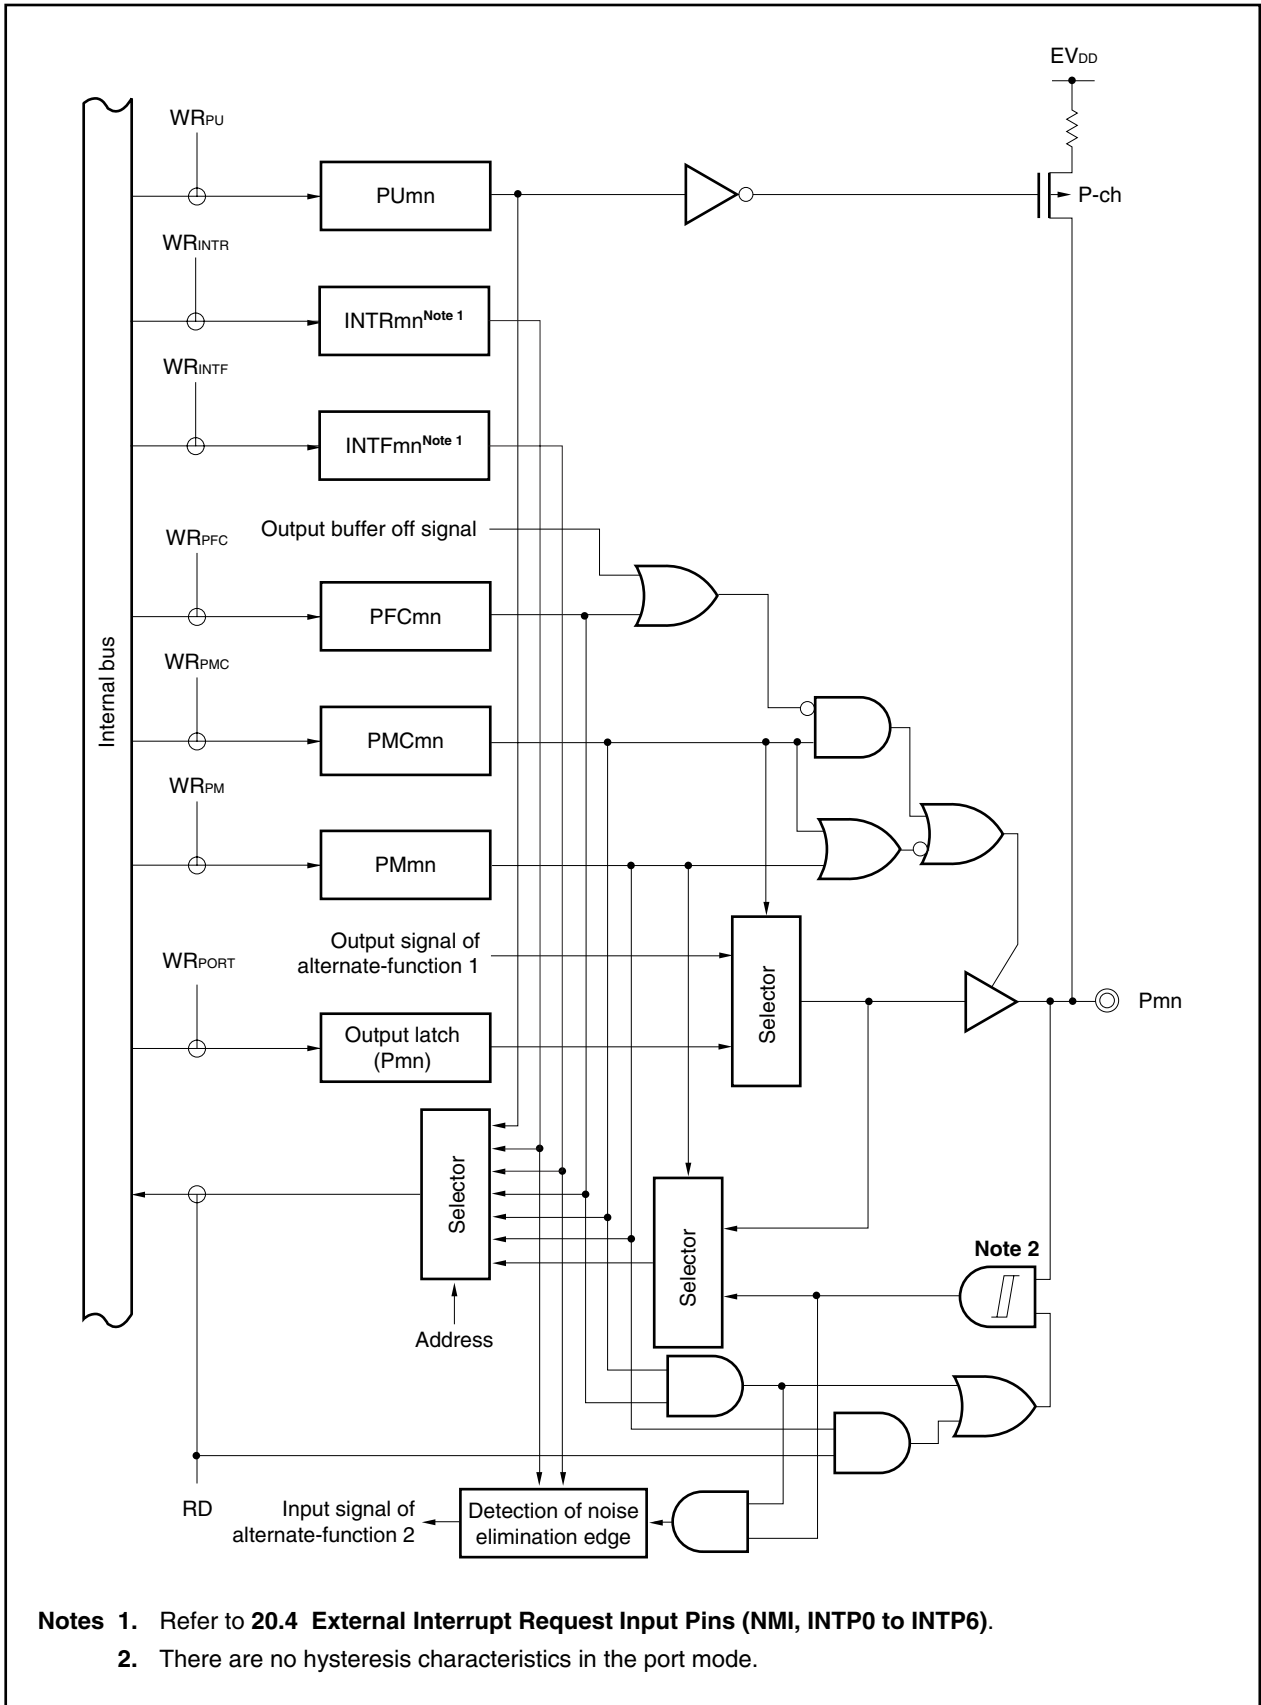 EVDD
WRPU
PUmn
P-ch
WRINTR
INTRmnNote 1
WRINTF
INTFmnNote 1
Output buffer off signal
WRPFC
PFCmn
Internal bus
WRPMC
PMCmn
WRPM
PMmn
Output signal of
alternate-function 1
WRPORT
Selector
Pmn
Output latch
(Pmn)
Selector
Selector
Note 2
Address
RD
Input signal of
alternate-function 2
Detection of noise
elimination edge
Notes 1. Refer to 20.4 External Interrupt Request Input Pins (NMI, INTP0 to INTP6).
2. There are no hysteresis characteristics in the port mode.